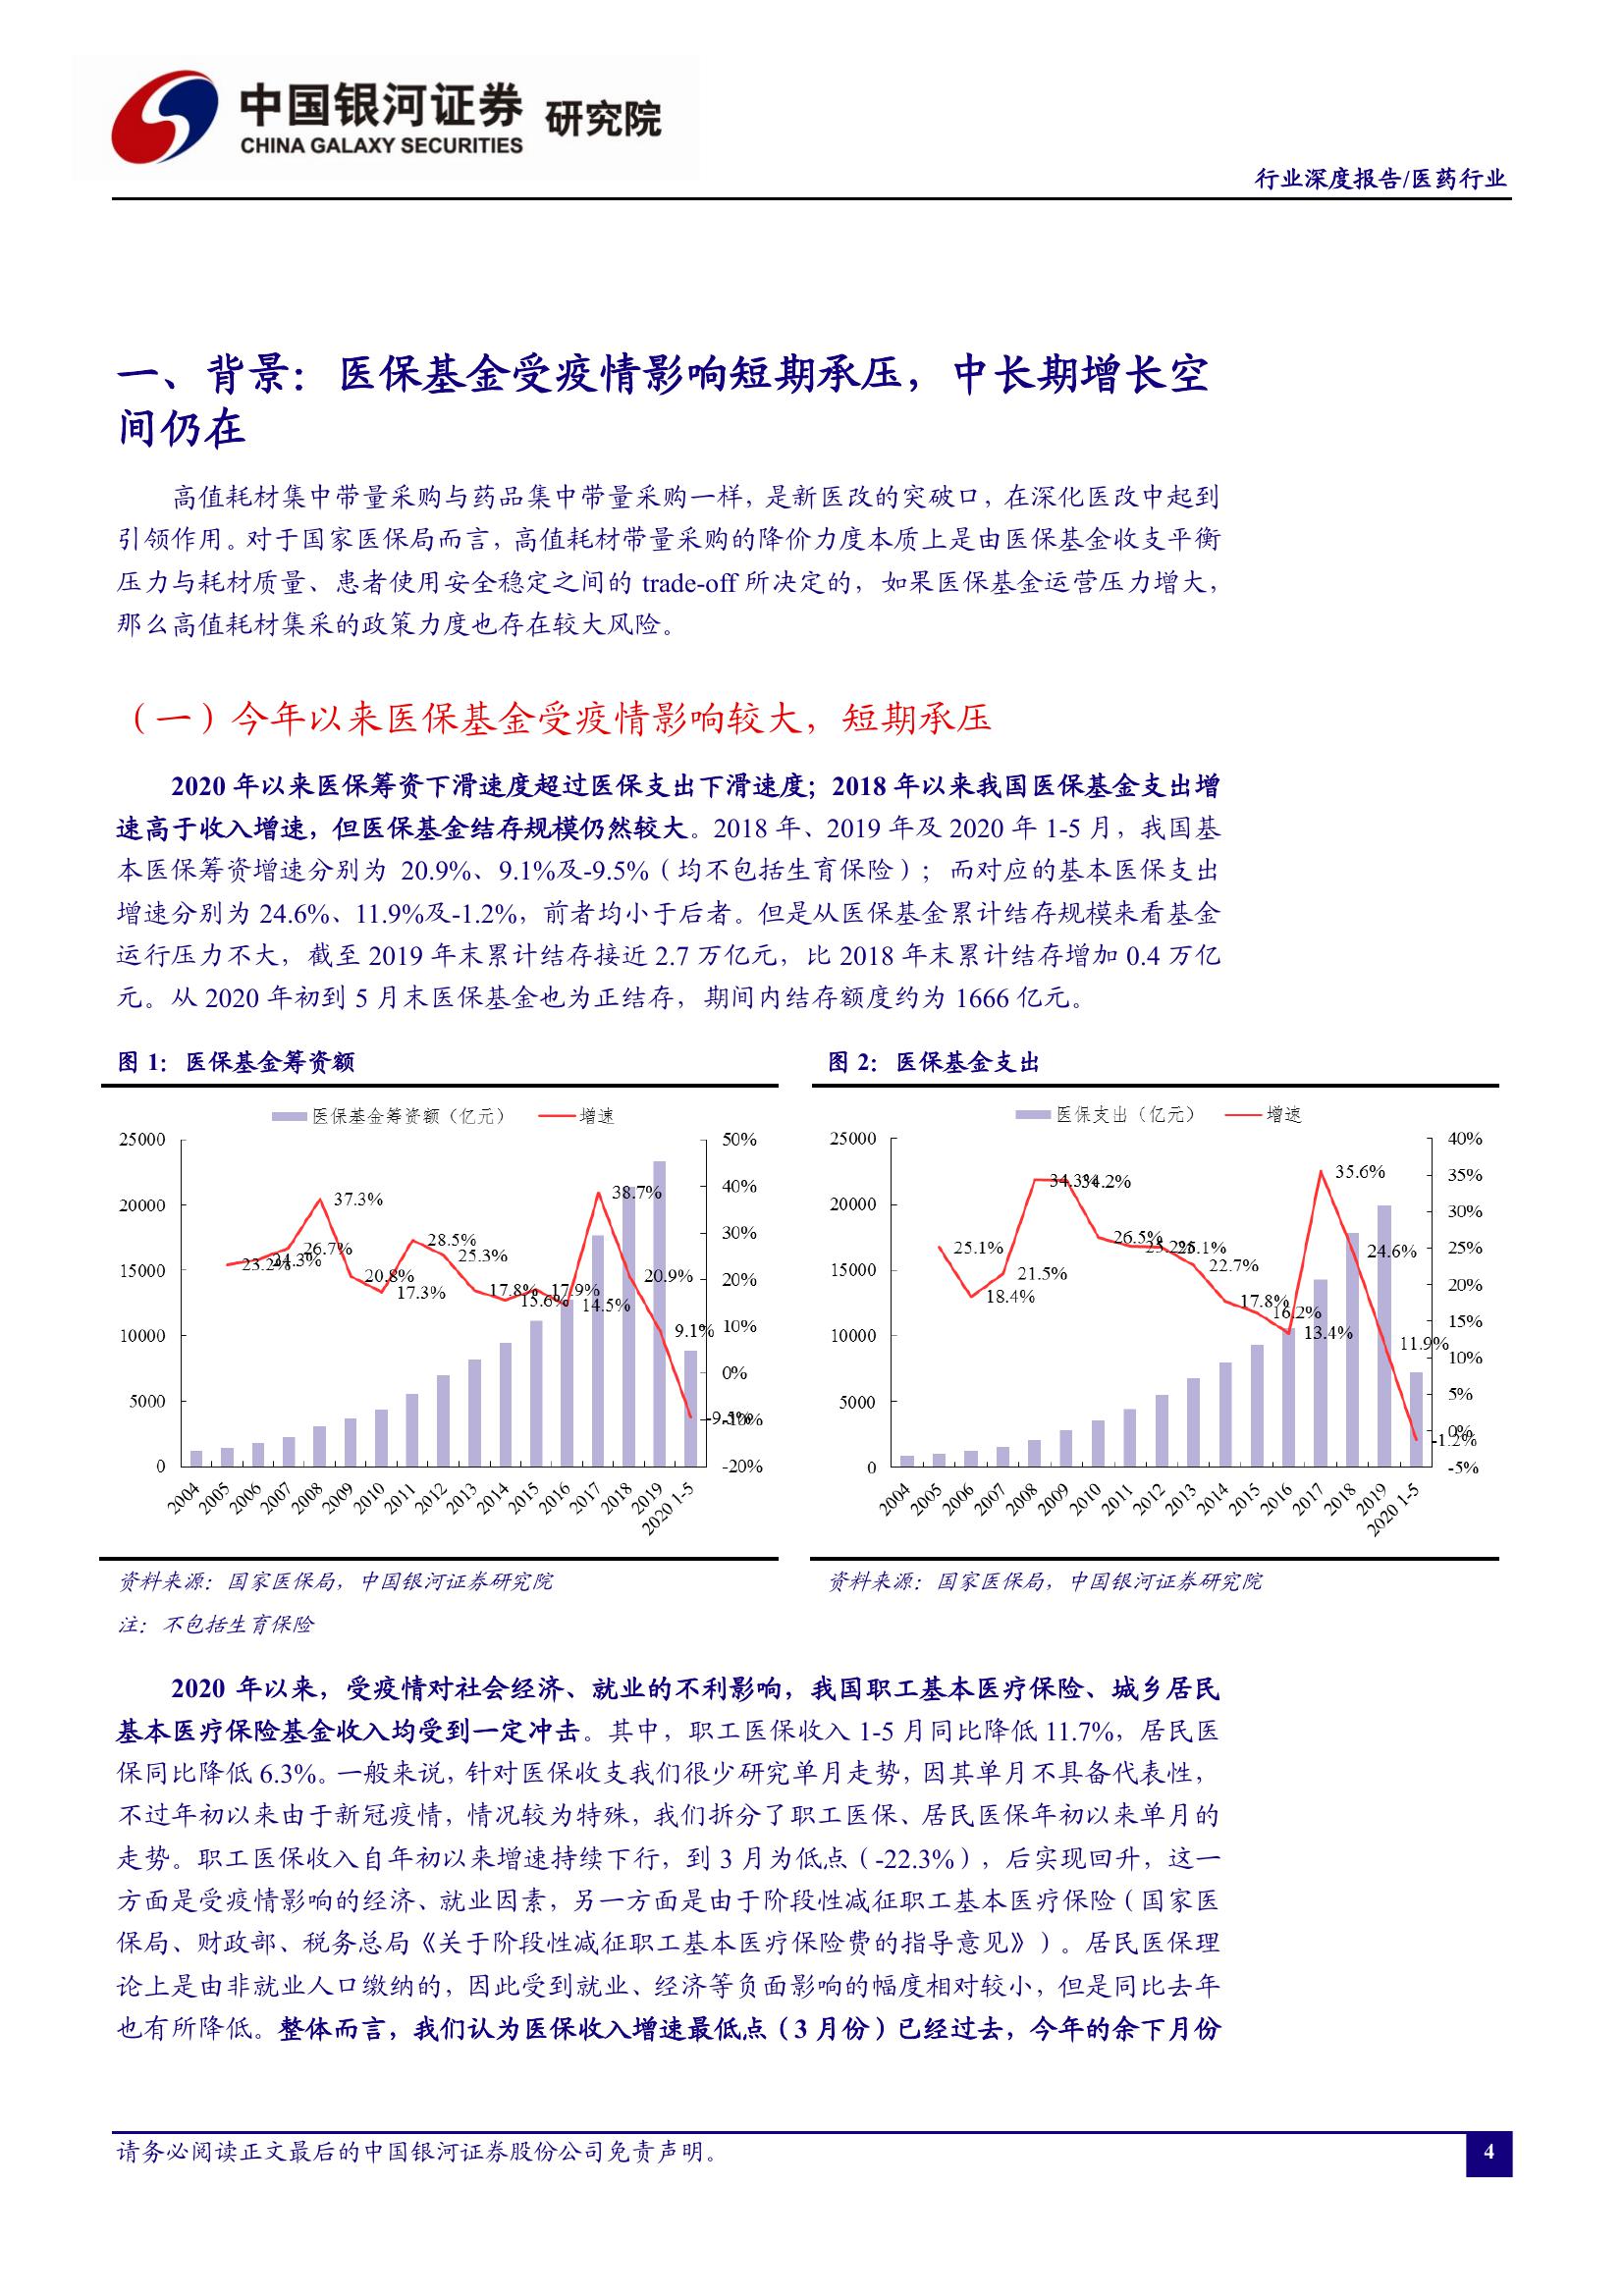 中国银河证券 研究院
CHINA GALAXY SECURITIES
行业深度报告/医药行业
一、背景：医保基金受疫情影响短期承压，中长期增长空
间仍在
高值耗材集中带量采购与药品集中带量采购一样，是新医改的突破口，在深化医改中起到
引领作用。对于国家医保局而言，高值耗材带量采购的降价力度本质上是由医保基金收支平衡
压力与耗材质量、患者使用安全稳定之间的 trade-off 所决定的，如果医保基金运营压力增大，
那么高值耗材集采的政策力度也存在较大风险。
（一）今年以来医保基金受疫情影响较大，短期承压
2020 年以来医保筹资下滑速度超过医保支出下滑速度；2018 年以来我国医保基金支出增
速高于收入增速，但医保基金结存规模仍然较大。2018 年、2019 年及 2020 年 1-5 月，我国基
本医保筹资增速分别为 20.9%、9.1%及-9.5%（均不包括生育保险）；而对应的基本医保支出
增速分别为 24.6%、11.9%及-1.2%，前者均小于后者。但是从医保基金累计结存规模来看基金
运行压力不大，截至 2019 年末累计结存接近 2.7 万亿元，比 2018 年末累计结存增加 0.4 万亿
元。从 2020 年初到 5 月末医保基金也为正结存，期间内结存额度约为 1666 亿元。
图 1：医保基金筹资额
医保基金筹资额（亿元） 增速
25000
20000
15000
10000
5000
0
50%
40%
30%
20%
10%
0%
-10%
-20%
23.2%
24.3%
26.7%
37.3%
20.8%
17.3%
28.5%
25.3%
17.8%
15.6%
17.9%
14.5%
38.7%
20.9%
9.1%
-9.5%
2004
2005
2006
2007
2008
2009
2010
2011
2012
2013
2014
2015
2016
2017
2018
2019
2020 1-5
资料来源：国家医保局，中国银河证券研究院
注：不包括生育保险
图 2：医保基金支出
医保支出（亿元） 增速
25000
20000
15000
10000
5000
0
40%
35%
30%
25%
20%
15%
10%
5%
0%
-5%
25.1%
18.4%
21.5%
34.3%
34.2%
26.5%
25.2%
25.1%
22.7%
17.8%
16.2%
13.4%
35.6%
24.6%
11.9%
-1.2%
2004
2005
2006
2007
2008
2009
2010
2011
2012
2013
2014
2015
2016
2017
2018
2019
2020 1-5
资料来源：国家医保局，中国银河证券研究院
2020 年以来，受疫情对社会经济、就业的不利影响，我国职工基本医疗保险、城乡居民
基本医疗保险基金收入均受到一定冲击。其中，职工医保收入 1-5 月同比降低 11.7%，居民医
保同比降低 6.3%。一般来说，针对医保收支我们很少研究单月走势，因其单月不具备代表性，
不过年初以来由于新冠疫情，情况较为特殊，我们拆分了职工医保、居民医保年初以来单月的
走势。职工医保收入自年初以来增速持续下行，到 3 月为低点（-22.3%），后实现回升，这一
方面是受疫情影响的经济、就业因素，另一方面是由于阶段性减征职工基本医疗保险（国家医
保局、财政部、税务总局《关于阶段性减征职工基本医疗保险费的指导意见》）。居民医保理
论上是由非就业人口缴纳的，因此受到就业、经济等负面影响的幅度相对较小，但是同比去年
也有所降低。整体而言，我们认为医保收入增速最低点（3 月份）已经过去，今年的余下月份
请务必阅读正文最后的中国银河证券股份公司免责声明。
4